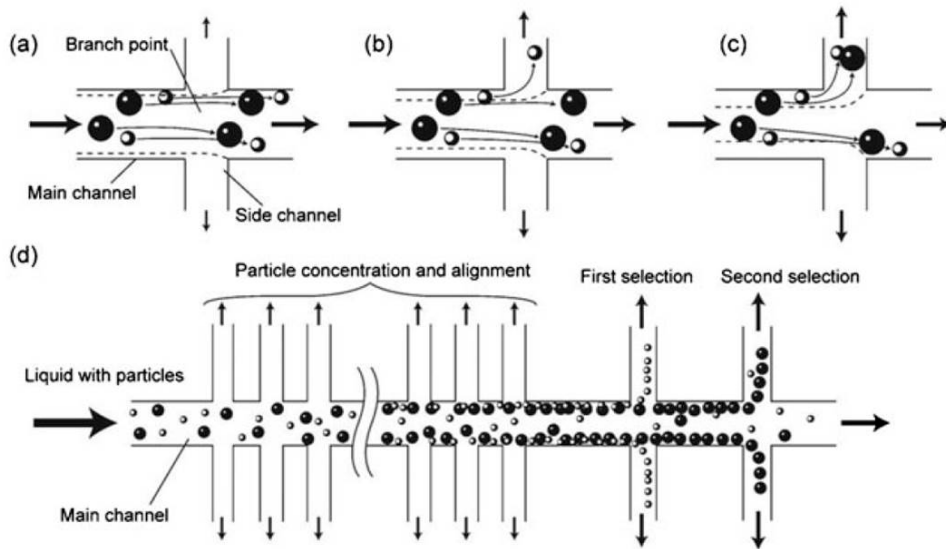 (a)
Branch point
(b)
(c)
Main channel
Side channel
(d)
Particle concentration and alignment
First selection
Second selection
Liquid with particles
Main channel